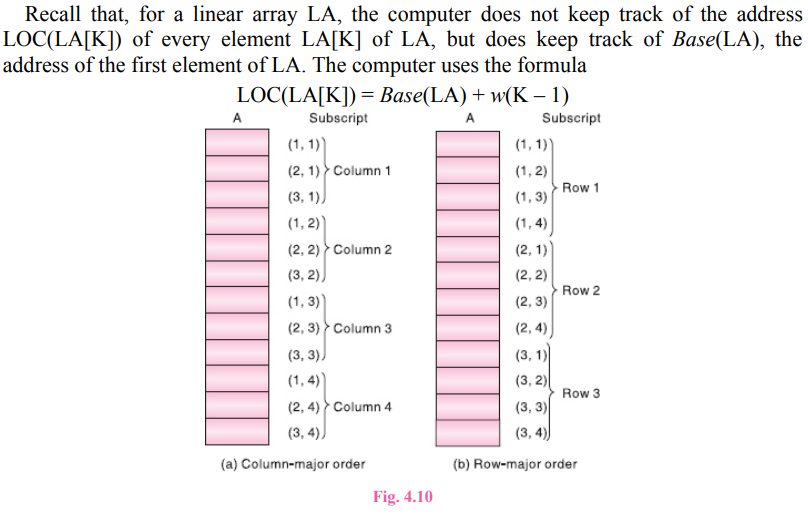 Recall that, for a linear array LA, the computer does not keep track of the address
LOC(LA[K]) of every element LA[K] of LA, but does keep track of Base(LA), the
address of the first element of LA. The computer uses the formula
LOC(LA[K]) = Base(LA) + w(K – 1)
A Subscript
(1, 1)
(2, 1) Column 1
(3, 1)
(1, 2)
(2, 2) Column 2
(3, 2)
(1, 3)
(2, 3) Column 3
(3, 3)
(1, 4)
(2, 4) Column 4
(3, 4)
(a) Column-major order
A Subscript
(1, 1)
(1, 2)
Row 1
(1, 3)
(1, 4)
(2, 1)
(2, 2)
Row 2
(2, 3)
(2, 4)
(3, 1)
(3, 2)
Row 3
(3, 3)
(3, 4)
(b) Row-major order
Fig. 4.10